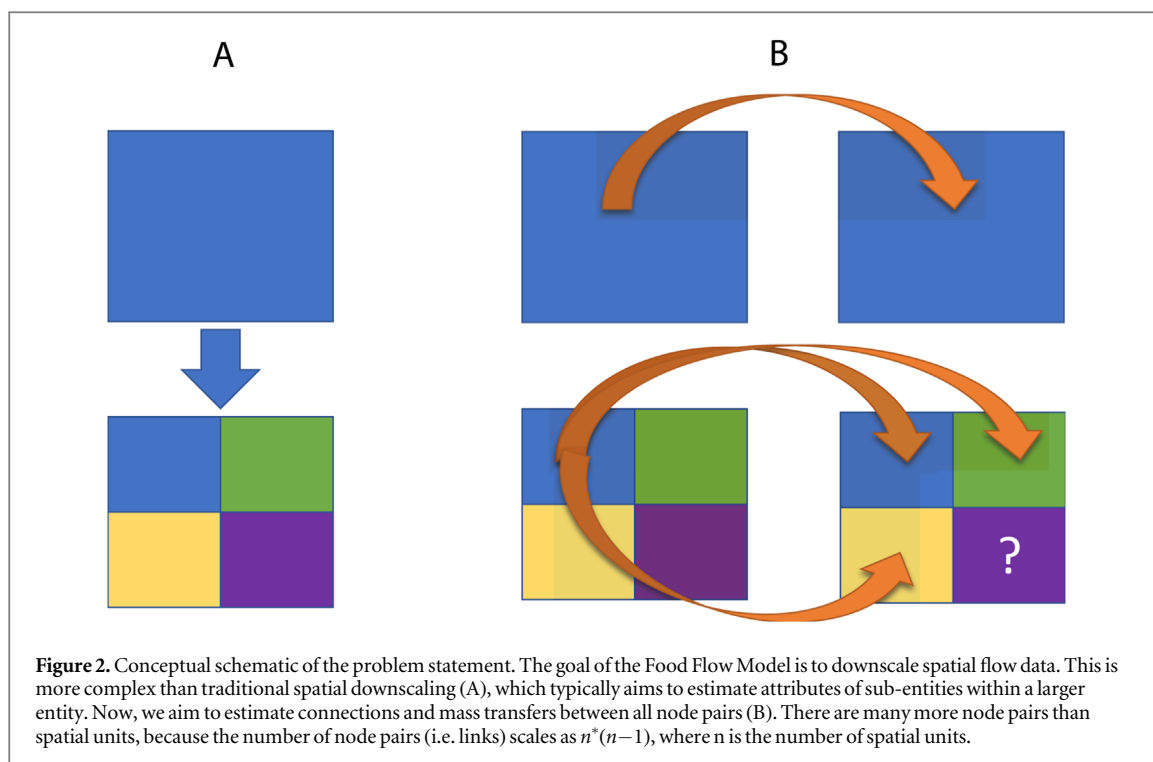 A
B
?
Figure 2. Conceptual schematic of the problem statement. The goal of the Food Flow Model is to downscale spatial flow data. This is
more complex than traditional spatial downscaling (A), which typically aims to estimate attributes of sub-entities within a larger
entity. Now, we aim to estimate connections and mass transfers between all node pairs (B). There are many more node pairs than
spatial units, because the number of node pairs (i.e. links) scales as n*(n−1), where n is the number of spatial units.